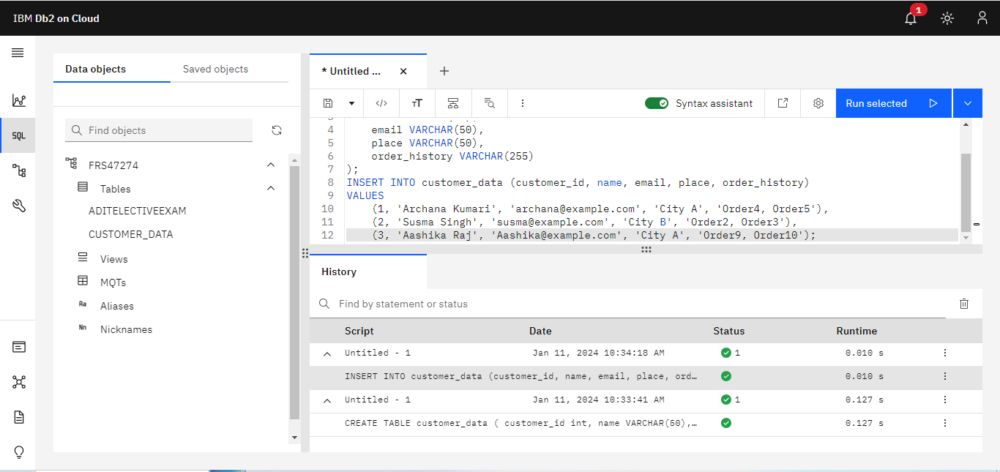 IBM Db2 on Cloud
1
Data objects
Saved objects
* Untitled ...
Syntax assistant
Run selected
SQL
Find objects
FRS47274
Tables
ADITELECTIVEEXAM
CUSTOMER_DATA
Views
MQTs
Aa Aliases
Nn Nicknames
4 email VARCHAR(50),
5 place VARCHAR(50),
6 order_history VARCHAR(255)
7 );
8 INSERT INTO customer_data (customer_id, name, email, place, order_history)
9 VALUES
10 (1, 'Archana Kumari', 'archana@example.com', 'City A', 'Order4, Order5'),
11 (2, 'Susma Singh', 'susma@example.com', 'City B', 'Order2, Order3'),
12 (3, 'Aashika Raj', 'Aashika@example.com', 'City A', 'Order9, Order10');
History
Find by statement or status
Script Date Status Runtime
Untitled - 1 Jan 11, 2024 10:34:18 AM 1 0.010 s
INSERT INTO customer_data (customer_id, name, email, place, ord… 0.010 s
Untitled - 1 Jan 11, 2024 10:33:41 AM 1 0.127 s
CREATE TABLE customer_data ( customer_id int, name VARCHAR(50),… 0.127 s